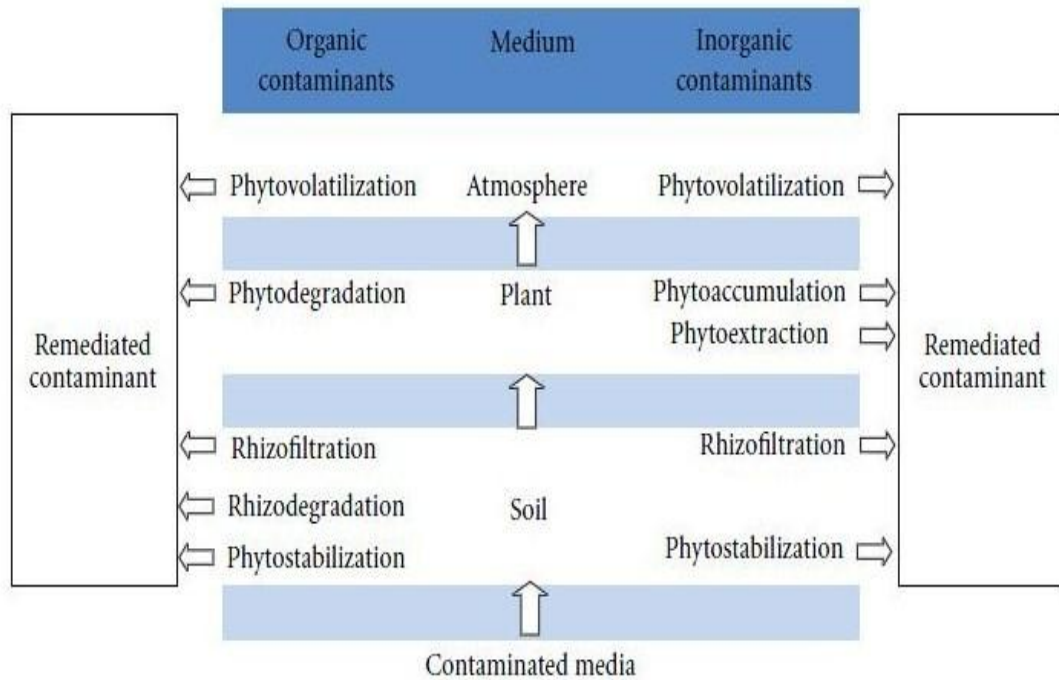 Organic
contaminants
Medium
Inorganic
contaminants
Phytovolatilization
Atmosphere
Phytovolatilization
Phytodegradation
Plant
Phytoaccumulation
Phytoextraction
Remediated
contaminant
Remediated
contaminant
Rhizofiltration
Rhizofiltration
Rhizodegradation
Soil
Phytostabilization
Phytostabilization
Contaminated media